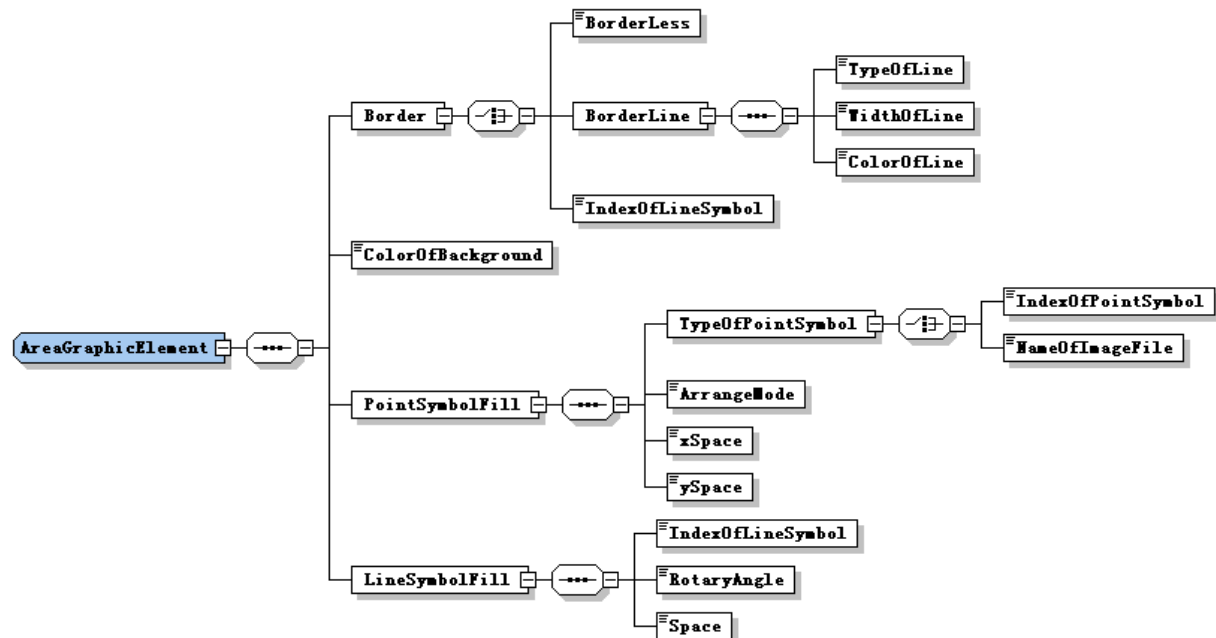 BorderLess
TypeOfLine
Border
BorderLine
WidthOfLine
ColorOfLine
IndexOfLineSymbol
ColorOfBackground
IndexOfPointSymbol
TypeOfPointSymbol
AreaGraphicElement
NameOfImageFile
ArrangeMode
PointSymbolFill
xSpace
ySpace
IndexOfLineSymbol
LineSymbolFill
RotaryAngle
Space